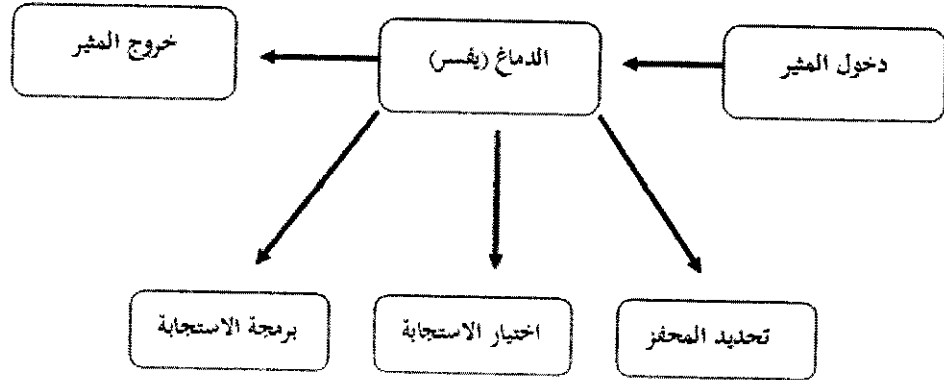 دخول المثير
الدماغ (يفسر)
خروج المثير
تحديد المحفز
اختيار الاستجابة
برمجة الاستجابة